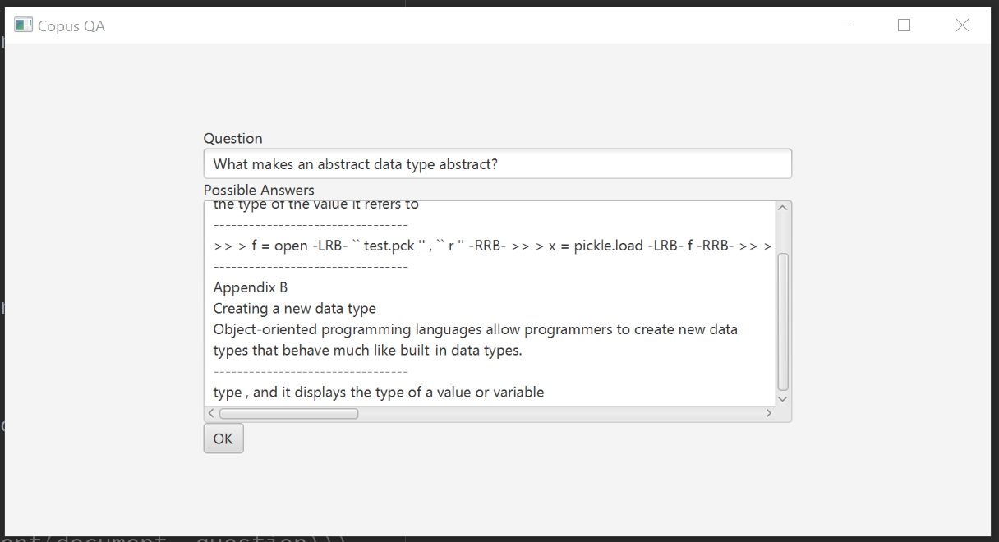 Copus QA
Question
What makes an abstract data type abstract?
Possible Answers
the type of the value it refers to
---------------------------------
>> > f = open -LRB- `` test.pck '' , `` r '' -RRB- >> > x = pickle.load -LRB- f -RRB- >> >
---------------------------------
Appendix B
Creating a new data type
Object-oriented programming languages allow programmers to create new data
types that behave much like built-in data types.
---------------------------------
type , and it displays the type of a value or variable
OK